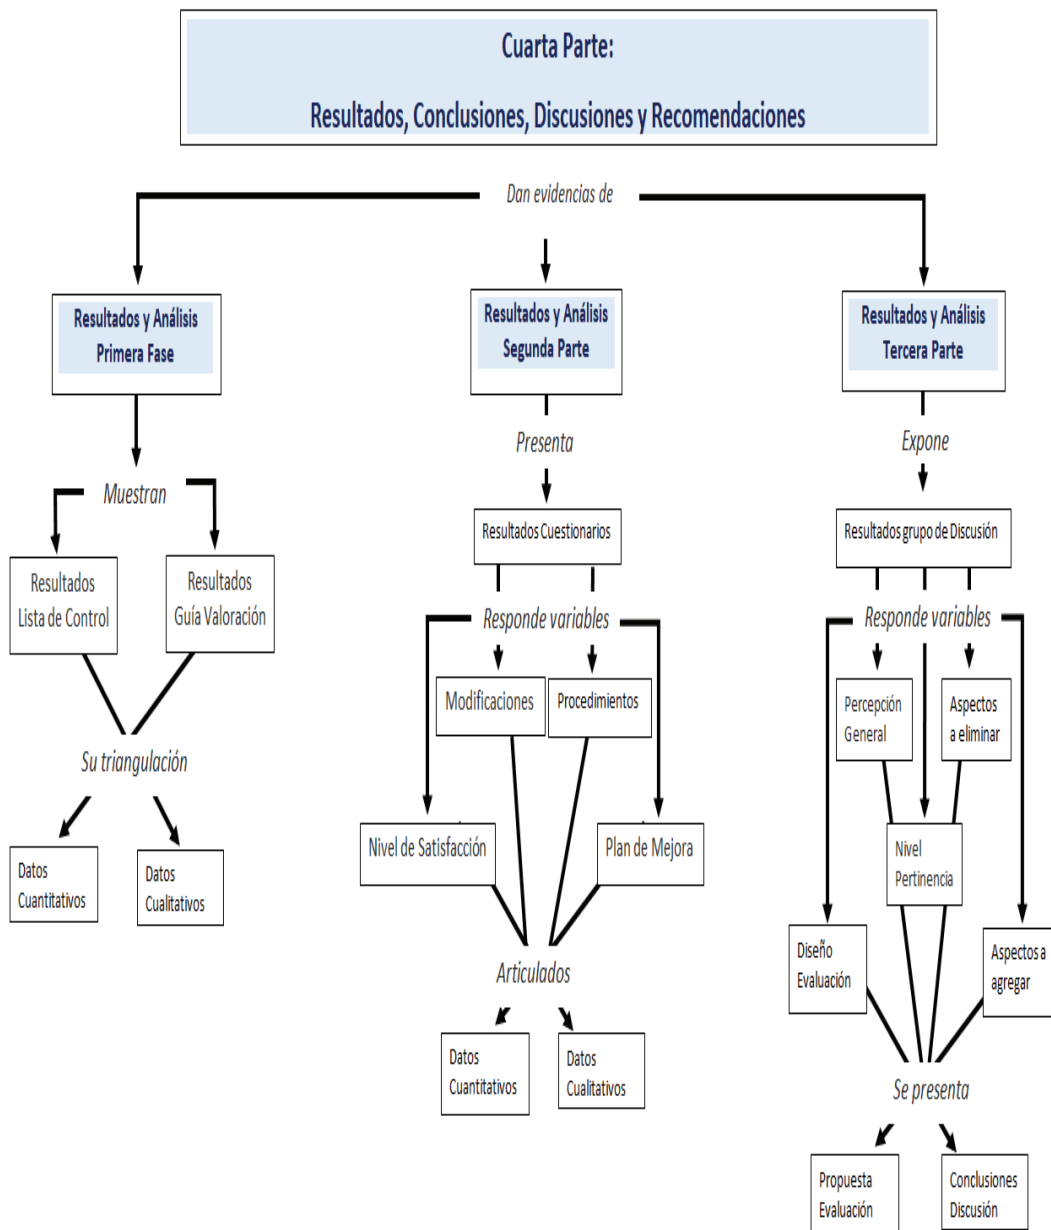 Cuarta Parte:
Resultados, Conclusiones, Discusiones y Recomendaciones
Dan evidencias de
Resultados y Análisis
Primera Fase
Resultados y Análisis
Segunda Parte
Resultados y Análisis
Tercera Parte
Muestran
Presenta
Expone
Resultados
Lista de Control
Resultados
Guía Valoración
Resultados Cuestionarios
Resultados grupo de Discusión
Responde variables
Responde variables
Modificaciones
Procedimientos
Percepción
General
Aspectos
a eliminar
Su triangulación
Nivel de Satisfacción
Plan de Mejora
Nivel
Pertinencia
Datos
Cuantitativos
Datos
Cualitativos
Diseño
Evaluación
Aspectos a
agregar
Articulados
Datos
Cuantitativos
Datos
Cualitativos
Se presenta
Propuesta
Evaluación
Conclusiones
Discusión